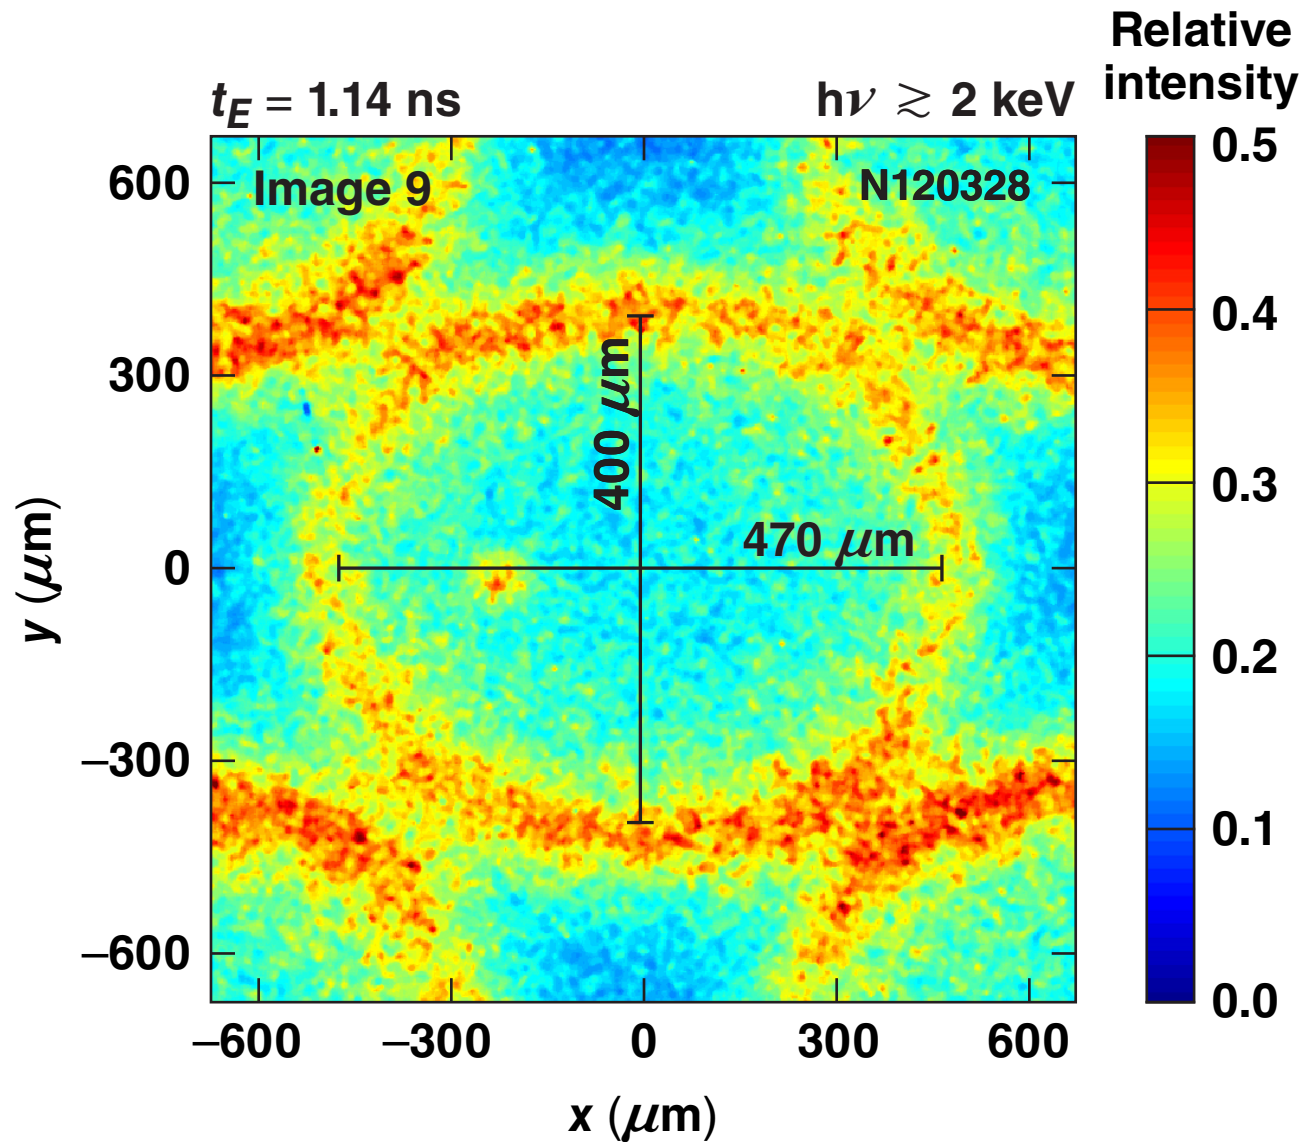 Relative
intensity
t_E = 1.14 ns
hν ≳ 2 keV
Image 9
N120328
600
300
0
–300
–600
y (μm)
400 μm
470 μm
0.5
0.4
0.3
0.2
0.1
0.0
–600
–300
0
300
600
x (μm)